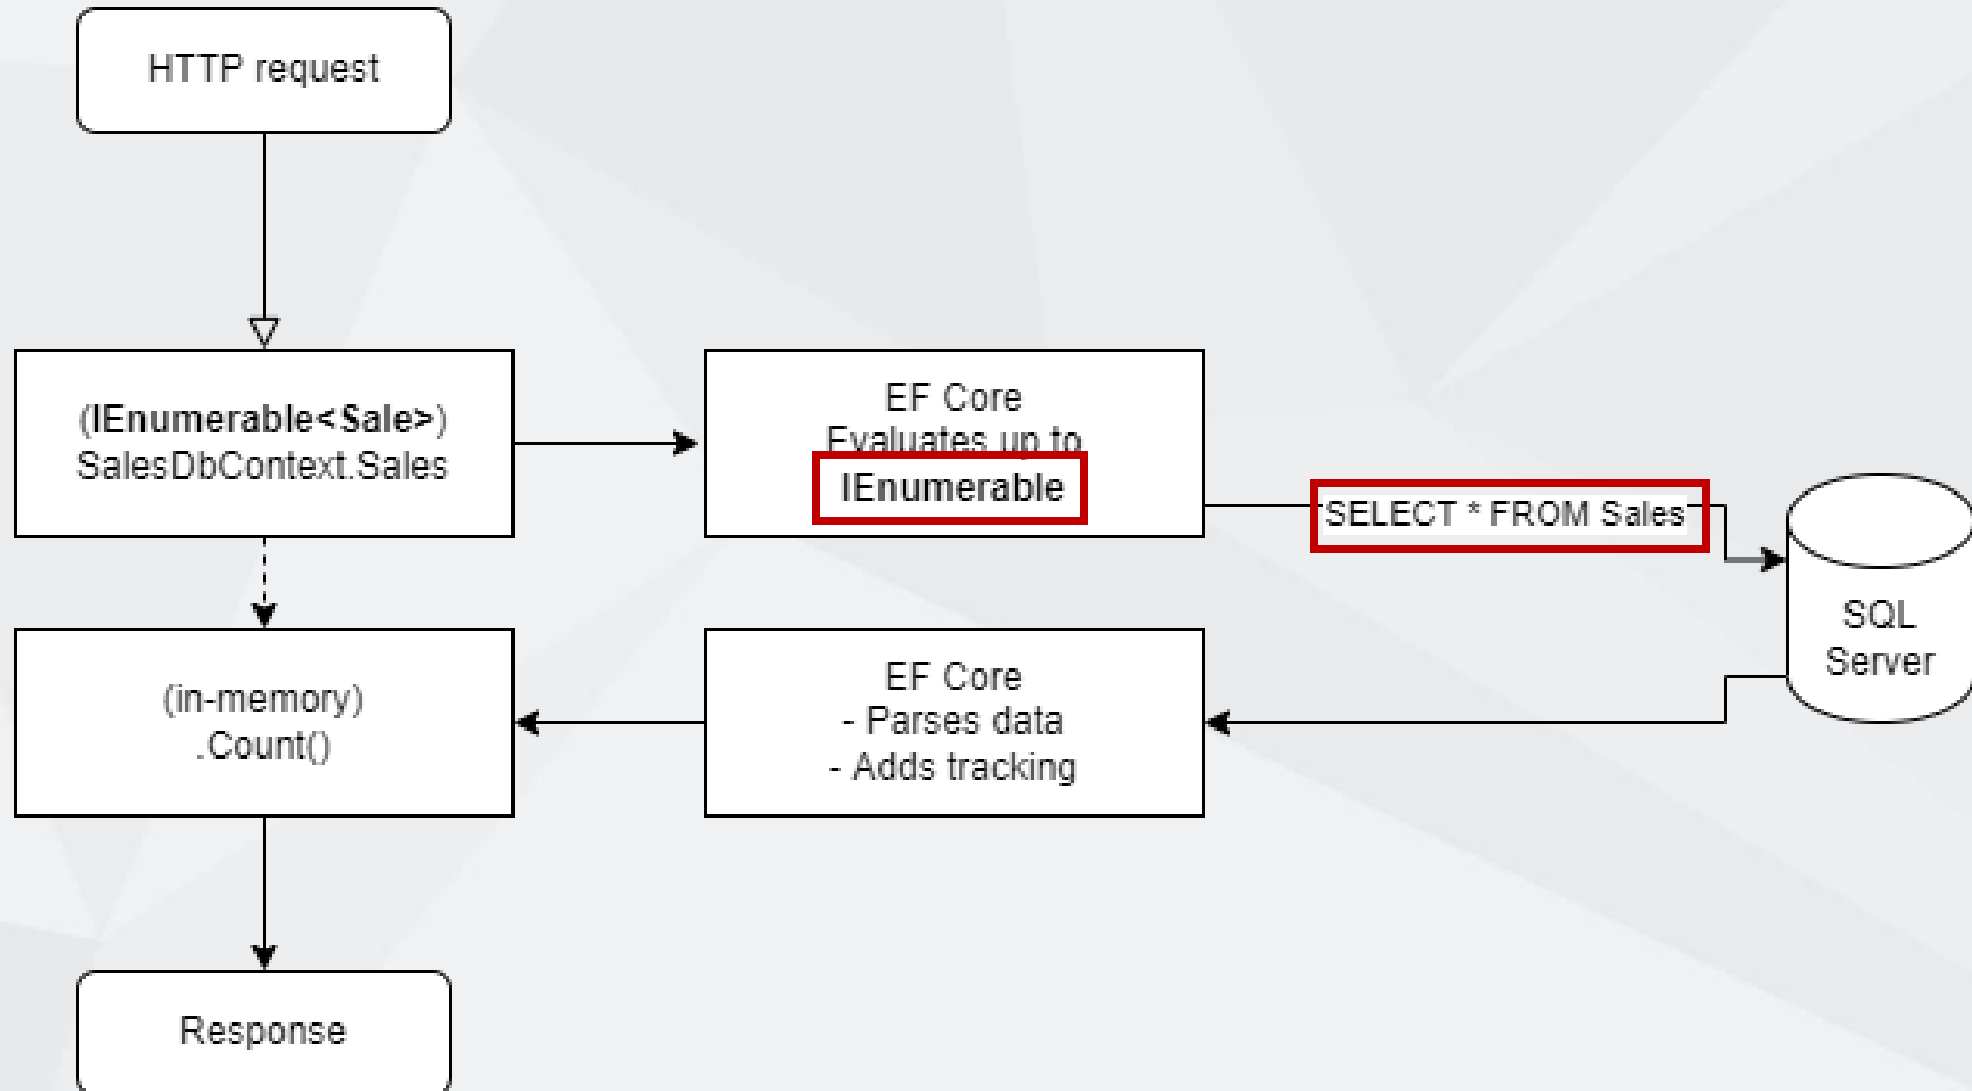 HTTP request
(IEnumerable<Sale>)
SalesDbContext.Sales
EF Core
Evaluates up to
IEnumerable
SELECT * FROM Sales
SQL
Server
EF Core
- Parses data
- Adds tracking
(in-memory)
.Count()
Response